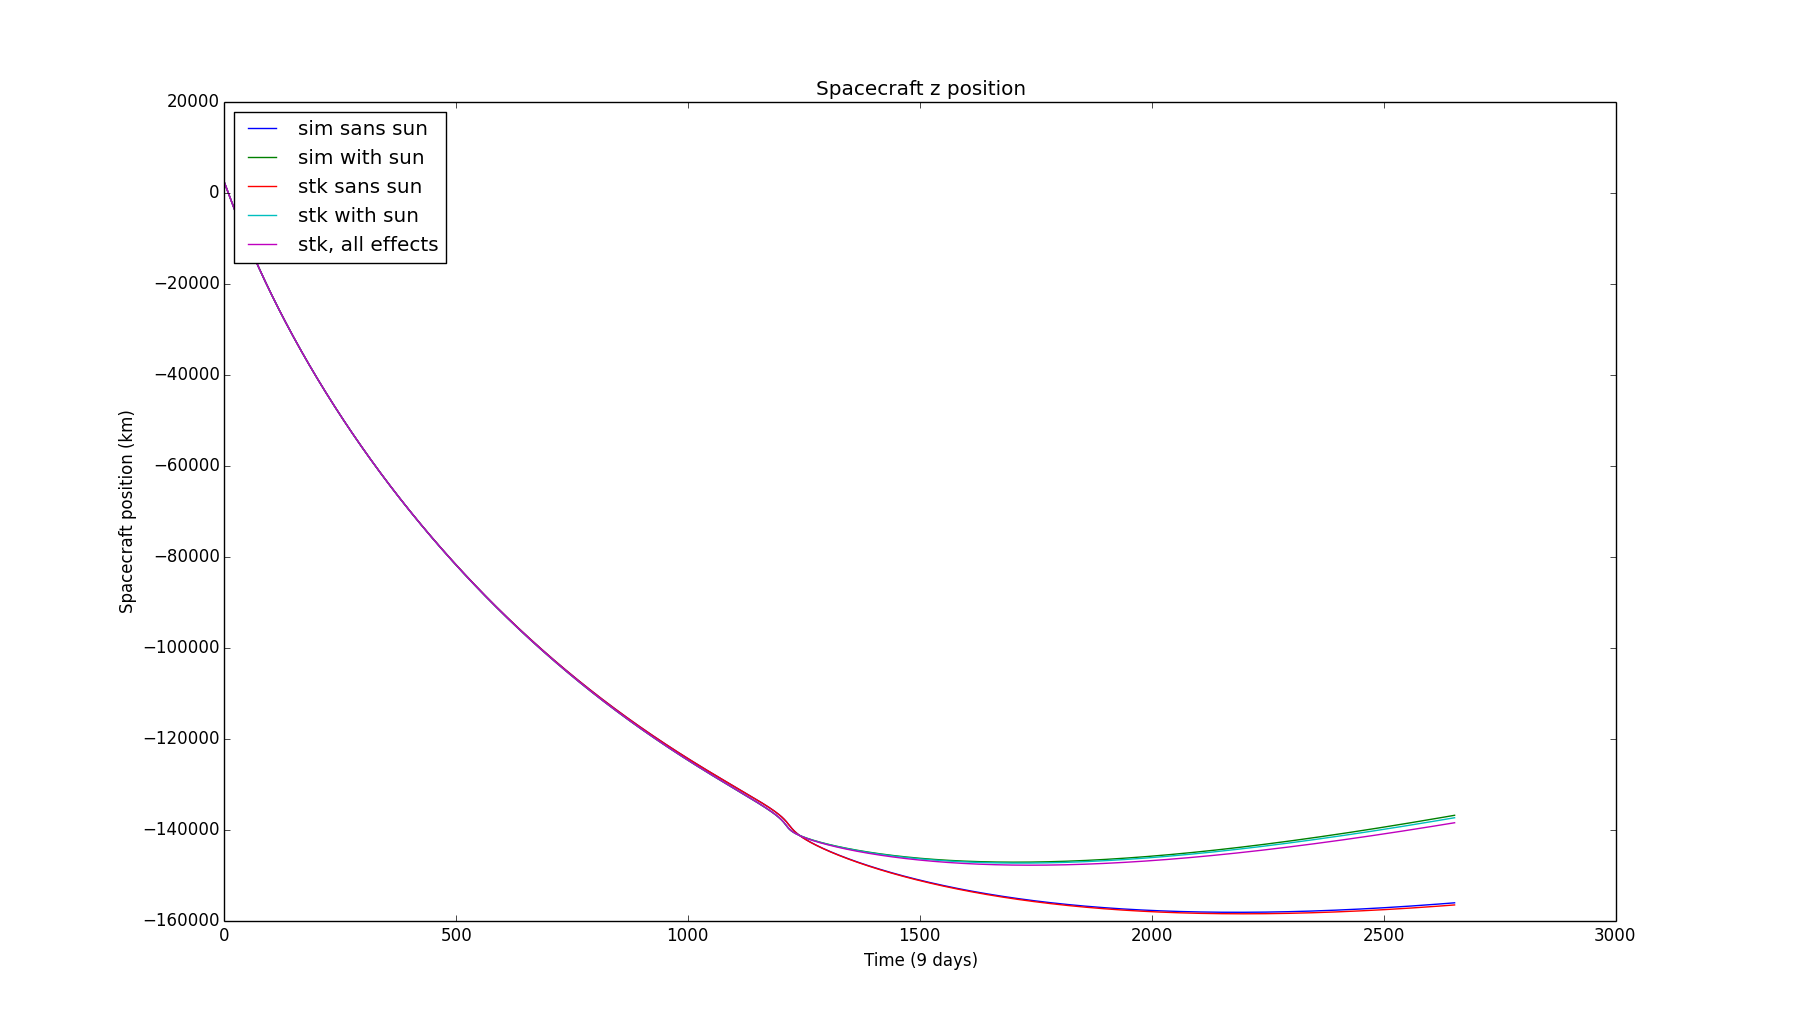 Spacecraft z position
20000
0
−20000
−40000
−60000
−80000
−100000
−120000
−140000
−160000
Spacecraft position (km)
sim sans sun
sim with sun
stk sans sun
stk with sun
stk, all effects
0 500 1000 1500 2000 2500 3000
Time (9 days)